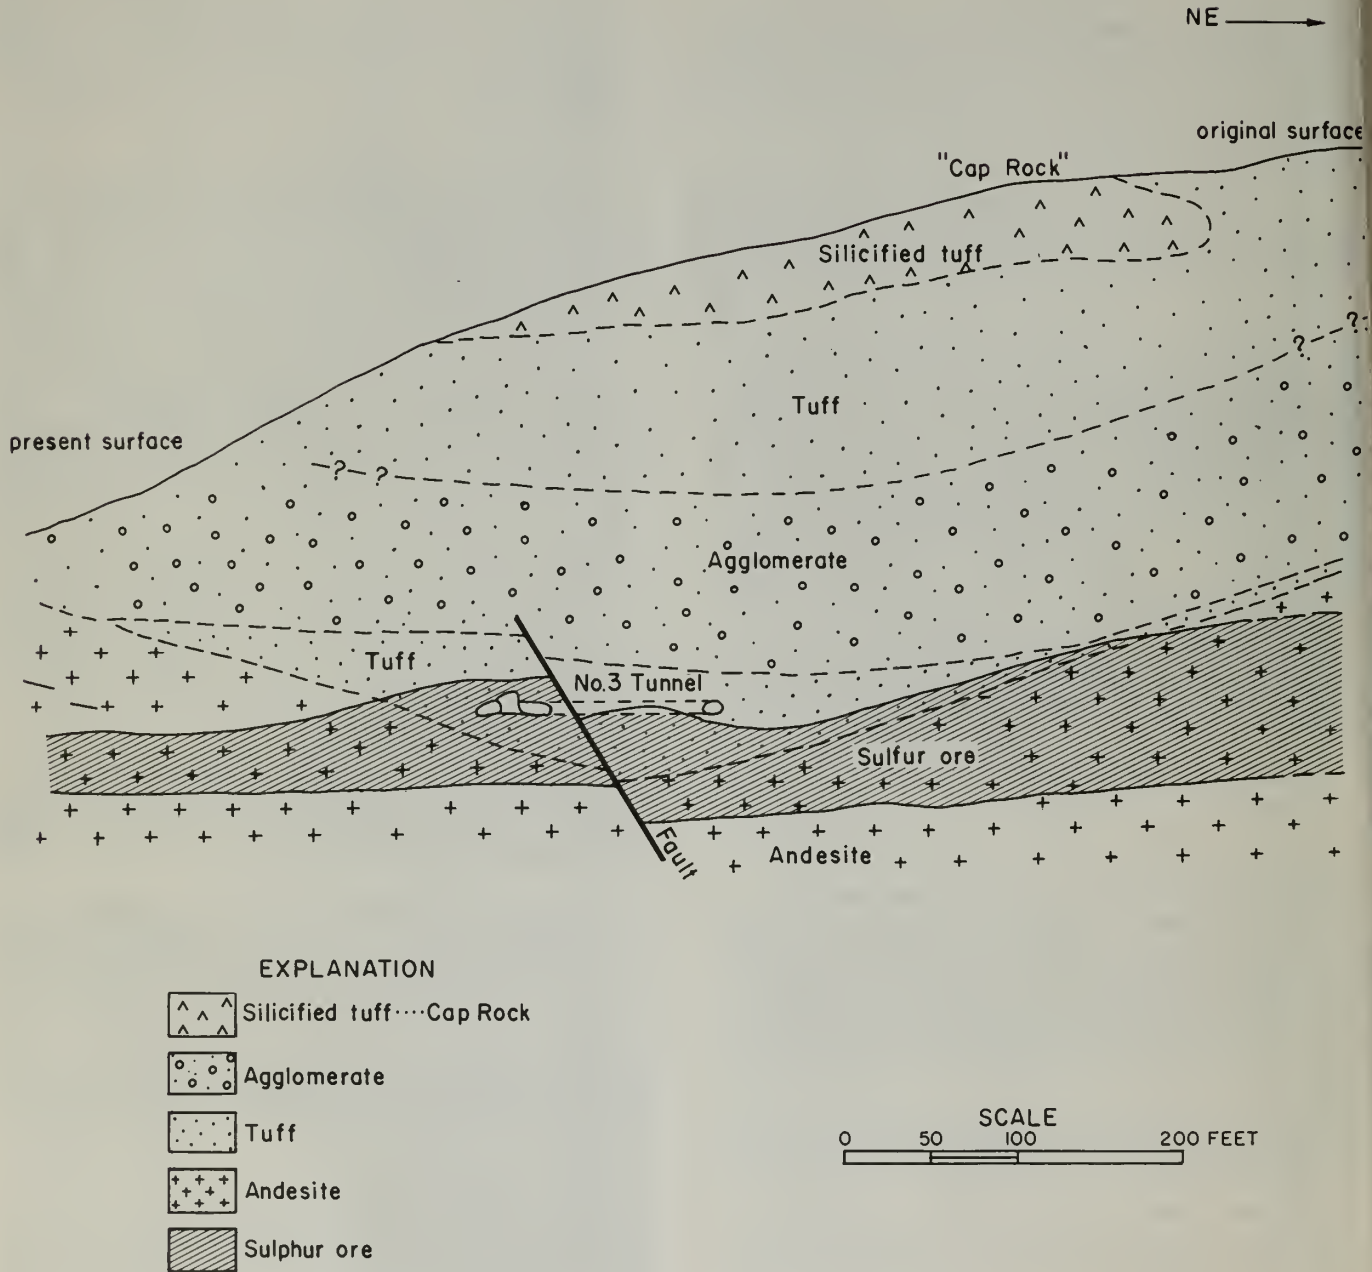 NE
original surface
"Cap Rock"
Silicified tuff
Tuff
present surface
? ?
? ?
Agglomerate
Tuff
No.3 Tunnel
Sulfur ore
Fault
Andesite
EXPLANATION
Silicified tuff....Cap Rock
Agglomerate
Tuff
Andesite
Sulphur ore
SCALE
0 50 100 200 FEET